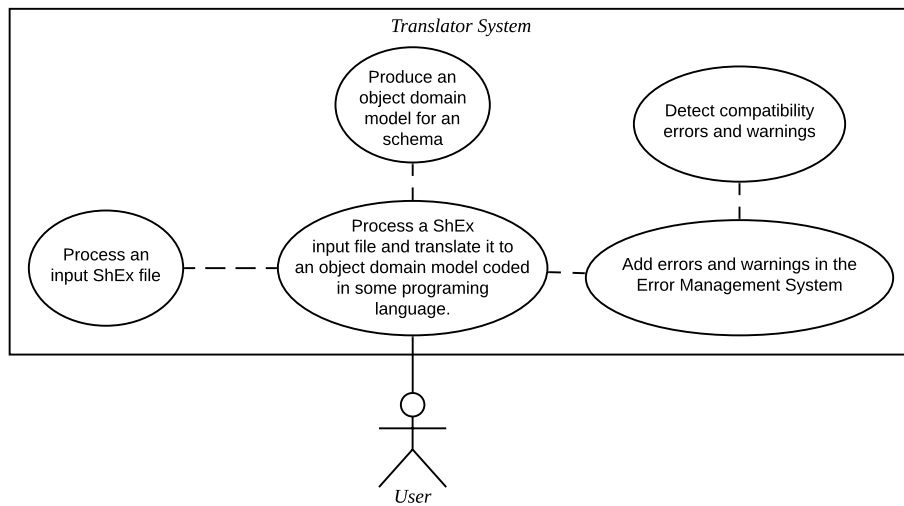 Translator System
Produce an
object domain
model for an
schema
Detect compatibility
errors and warnings
Process an
input ShEx file
Process a ShEx
input file and translate it to
an object domain model coded
in some programing
language.
Add errors and warnings in the
Error Management System
User